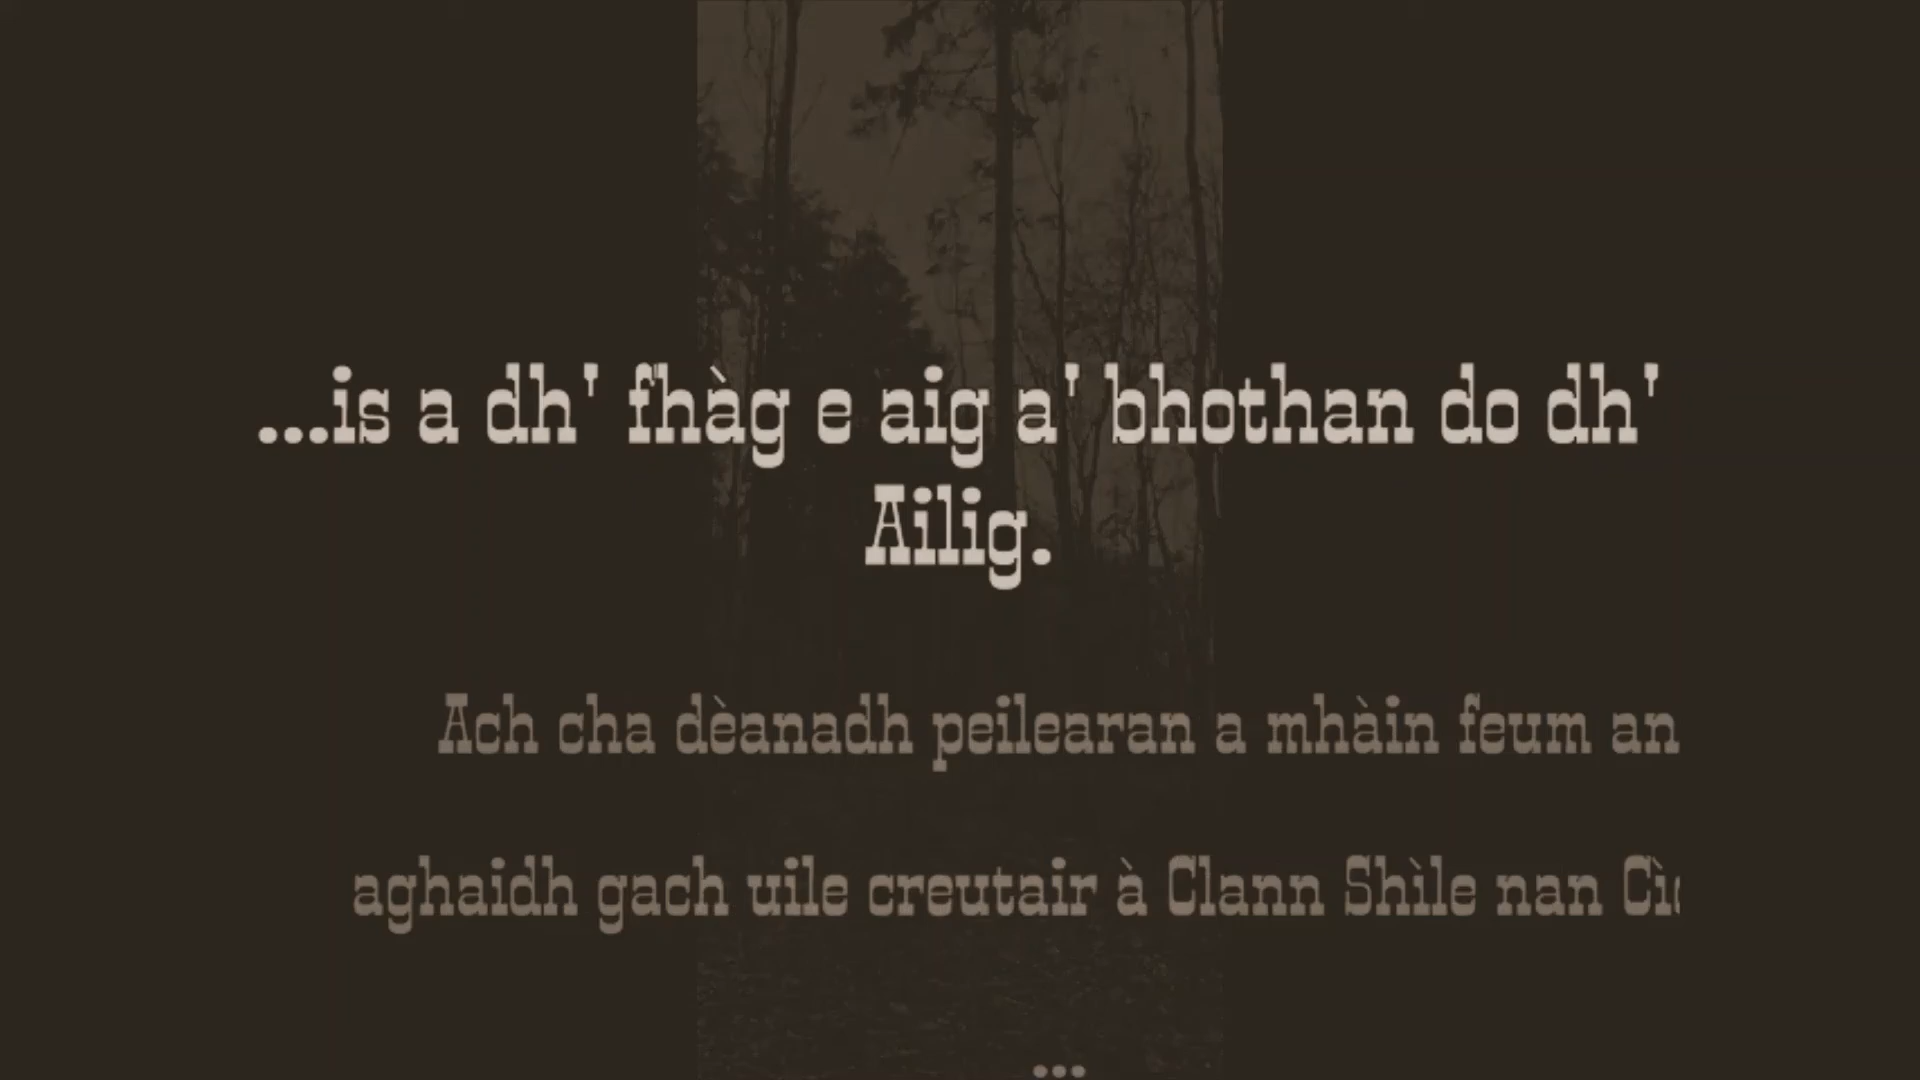 ...is a dh' fhàg e aig a' bhothan do dh'
Ailig.
Ach cha dèanadh peilearan a mhàin feum an
aghaidh gach uile creutair à Clann Shìle nan
...